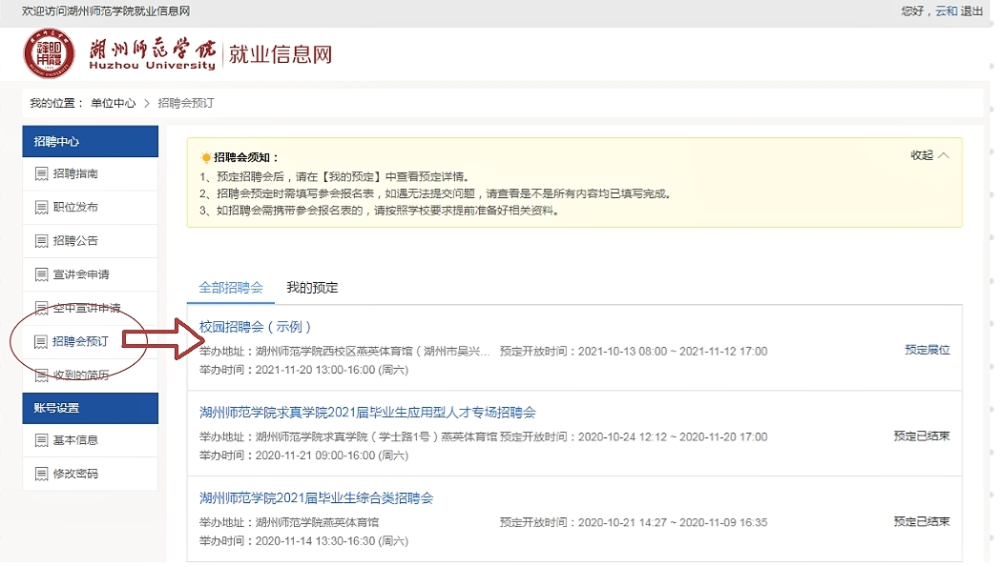 欢迎访问湖州师范学院就业信息网
您好，云和 退出
湖州师范学院 就业信息网
Huzhou University
我的位置： 单位中心 > 招聘会预订
招聘中心
招聘指南
职位发布
招聘公告
宣讲会申请
空中宣讲申请
招聘会预订
收到的简历
账号设置
基本信息
修改密码
招聘会须知：
收起
1、预定招聘会后，请在【我的预定】中查看预定详情。
2、招聘会预定时需填写参会报名表，如遇无法提交问题，请查看是不是所有内容均已填写完成。
3、如招聘会需携带参会报名表的，请按照学校要求提前准备好相关资料。
全部招聘会 我的预定
校园招聘会（示例）
举办地址：湖州师范学院西校区燕英体育馆（湖州市吴兴... 预定开放时间：2021-10-13 08:00 ~ 2021-11-12 17:00
预定展位
举办时间：2021-11-20 13:00-16:00 (周六)
湖州师范学院求真学院2021届毕业生应用型人才专场招聘会
举办地址：湖州师范学院求真学院（学士路1号）燕英体育馆 预定开放时间：2020-10-24 12:12 ~ 2020-11-20 17:00
预定已结束
举办时间：2020-11-21 09:00-16:00 (周六)
湖州师范学院2021届毕业生综合类招聘会
举办地址：湖州师范学院燕英体育馆 预定开放时间：2020-10-21 14:27 ~ 2020-11-09 16:35
预定已结束
举办时间：2020-11-14 13:30-16:30 (周六)